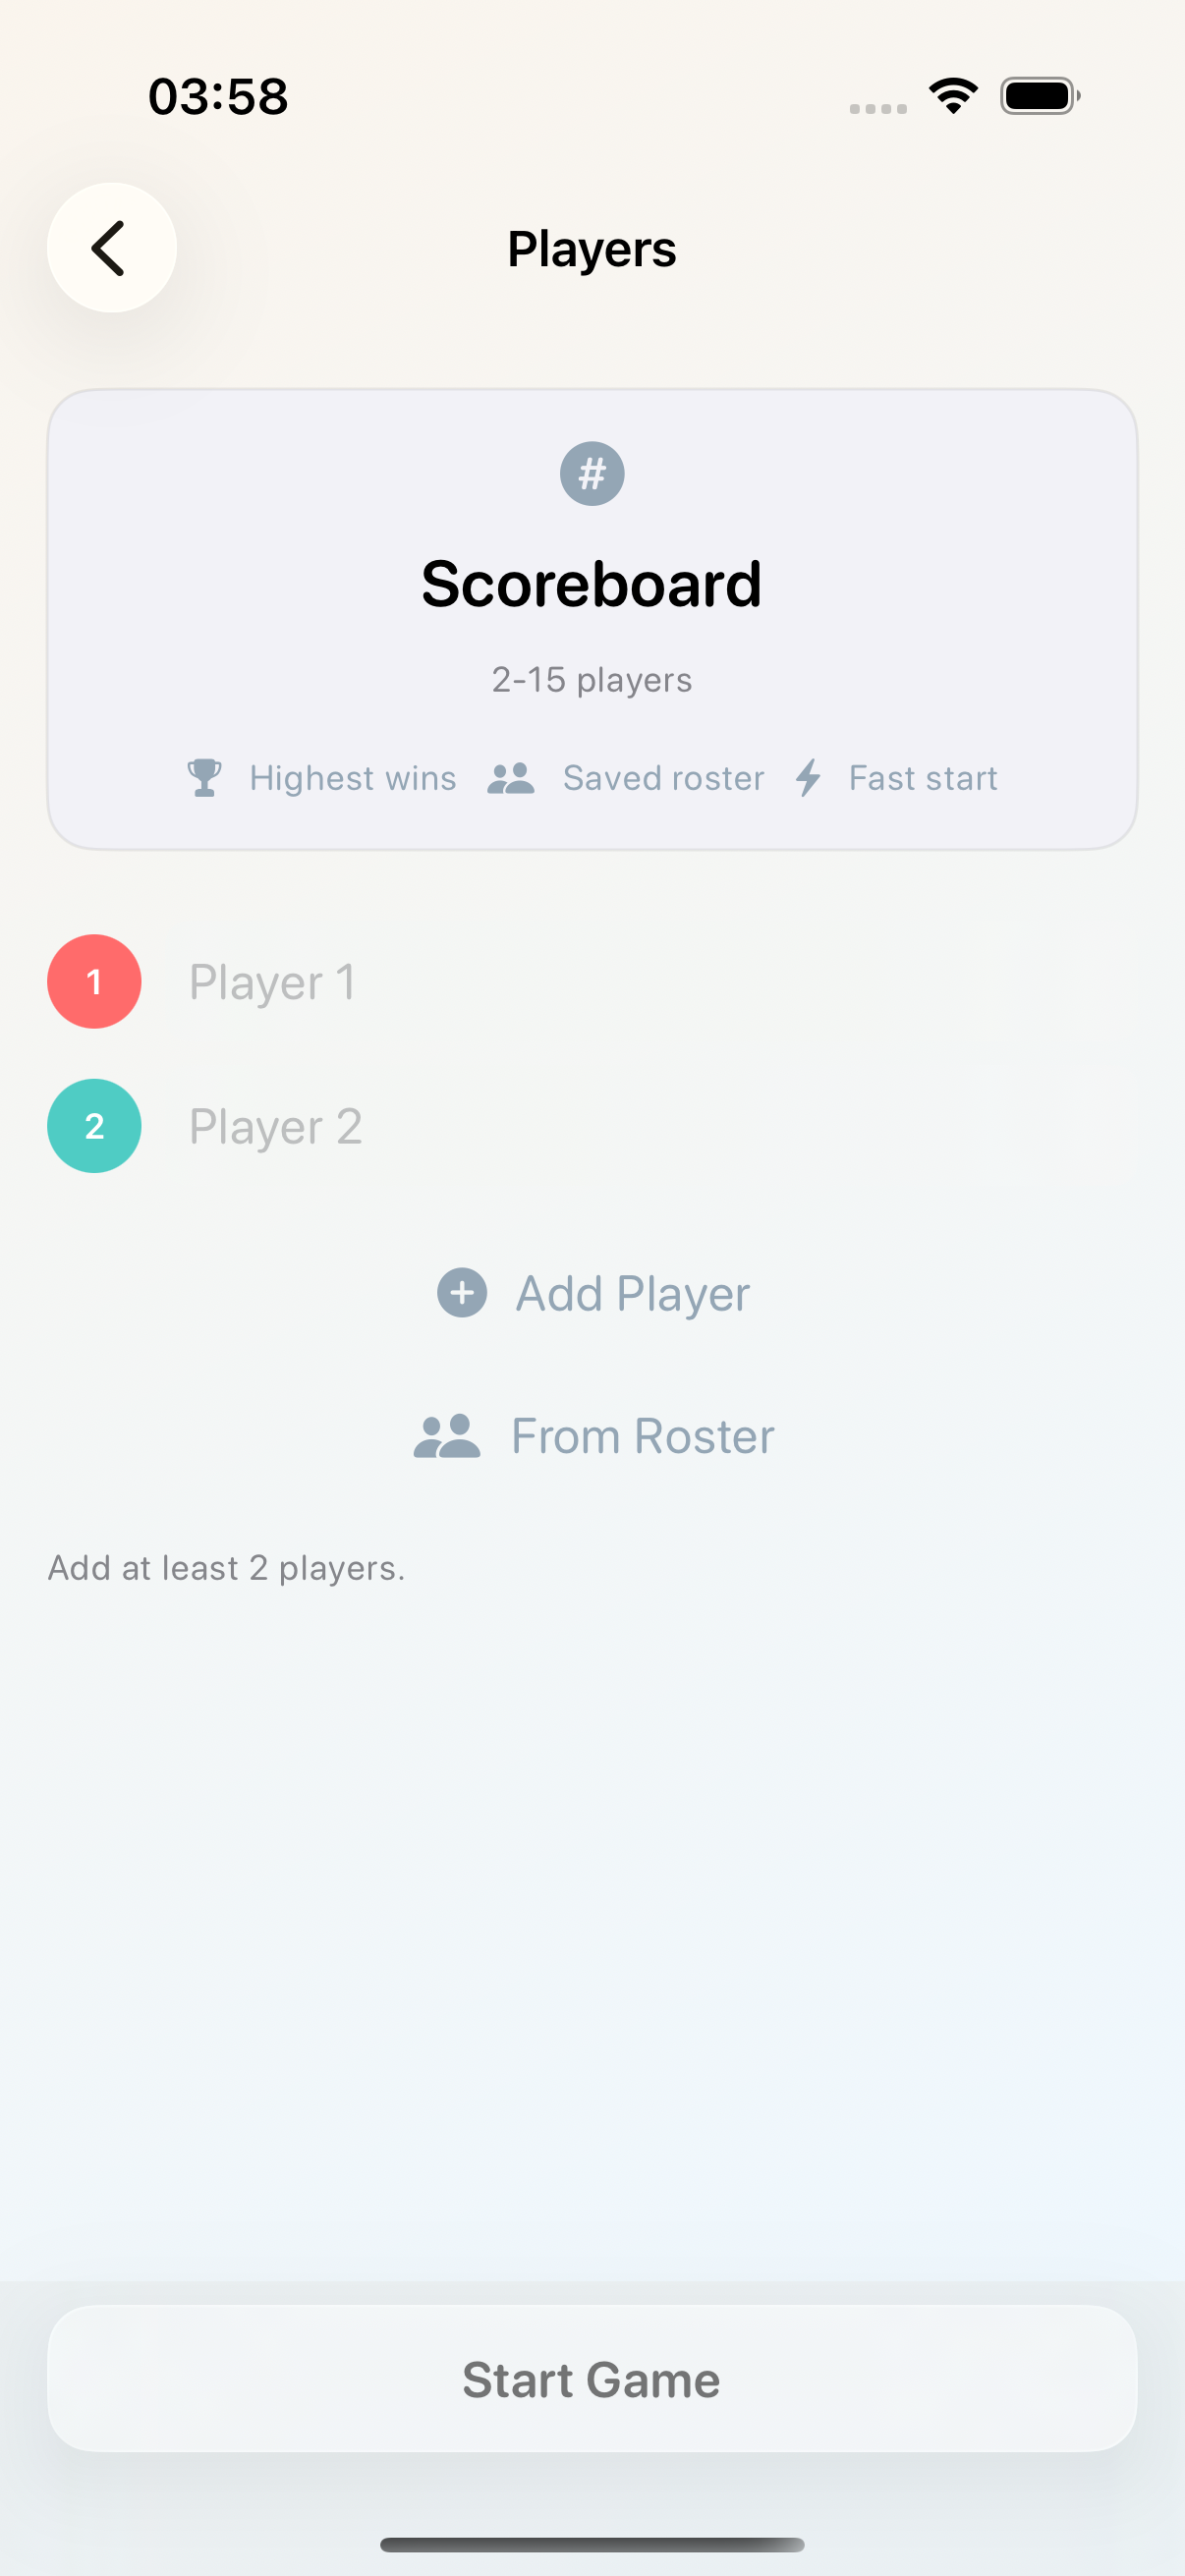 03:58
Players
#
Scoreboard
2-15 players
Highest wins Saved roster Fast start
1 Player 1
2 Player 2
Add Player
From Roster
Add at least 2 players.
Start Game